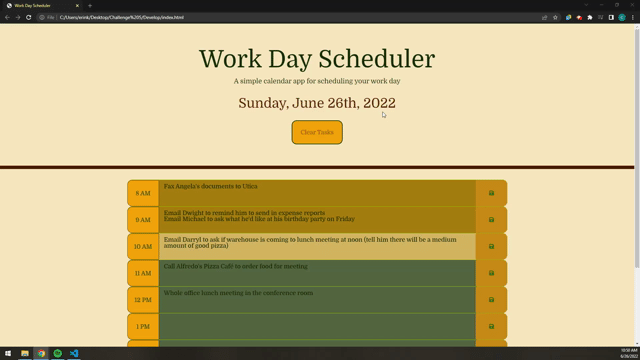 Work Day Scheduler
File
C:/Users/erink/Desktop/Challenge%205/Develop/index.html
Work Day Scheduler
A simple calendar app for scheduling your work day
Sunday, June 26th, 2022
Clear Tasks
8 AM
Fax Angela's documents to Utica
9 AM
Email Dwight to remind him to send in expense reports
Email Michael to ask what he'd like at his birthday party on Friday
10 AM
Email Darryl to ask if warehouse is coming to lunch meeting at noon (tell him there will be a medium
amount of good pizza)
11 AM
Call Alfredo's Pizza Cafe to order food for meeting
12 PM
Whole office lunch meeting in the conference room
1 PM
10:50 AM
6/26/2022